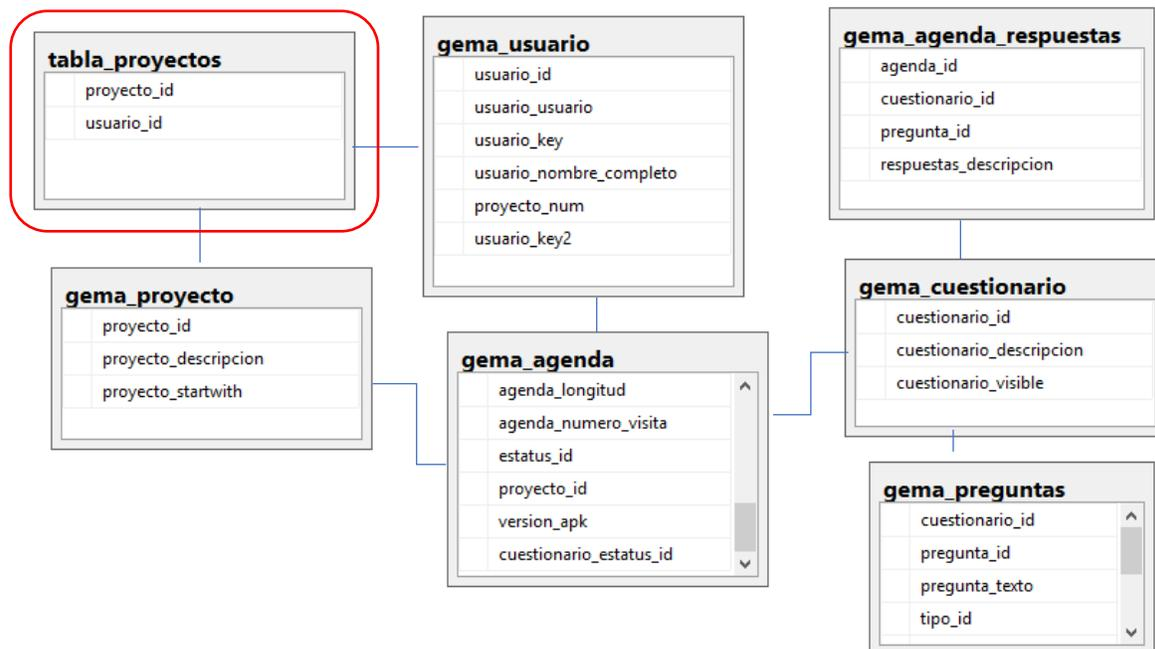 tabla_proyectos
proyecto_id
usuario_id
gema_usuario
usuario_id
usuario_usuario
usuario_key
usuario_nombre_completo
proyecto_num
usuario_key2
gema_agenda_respuestas
agenda_id
cuestionario_id
pregunta_id
respuestas_descripcion
gema_proyecto
proyecto_id
proyecto_descripcion
proyecto_startwith
gema_agenda
agenda_longitud
agenda_numero_visita
estatus_id
proyecto_id
version_apk
cuestionario_estatus_id
gema_cuestionario
cuestionario_id
cuestionario_descripcion
cuestionario_visible
gema_preguntas
cuestionario_id
pregunta_id
pregunta_texto
tipo_id